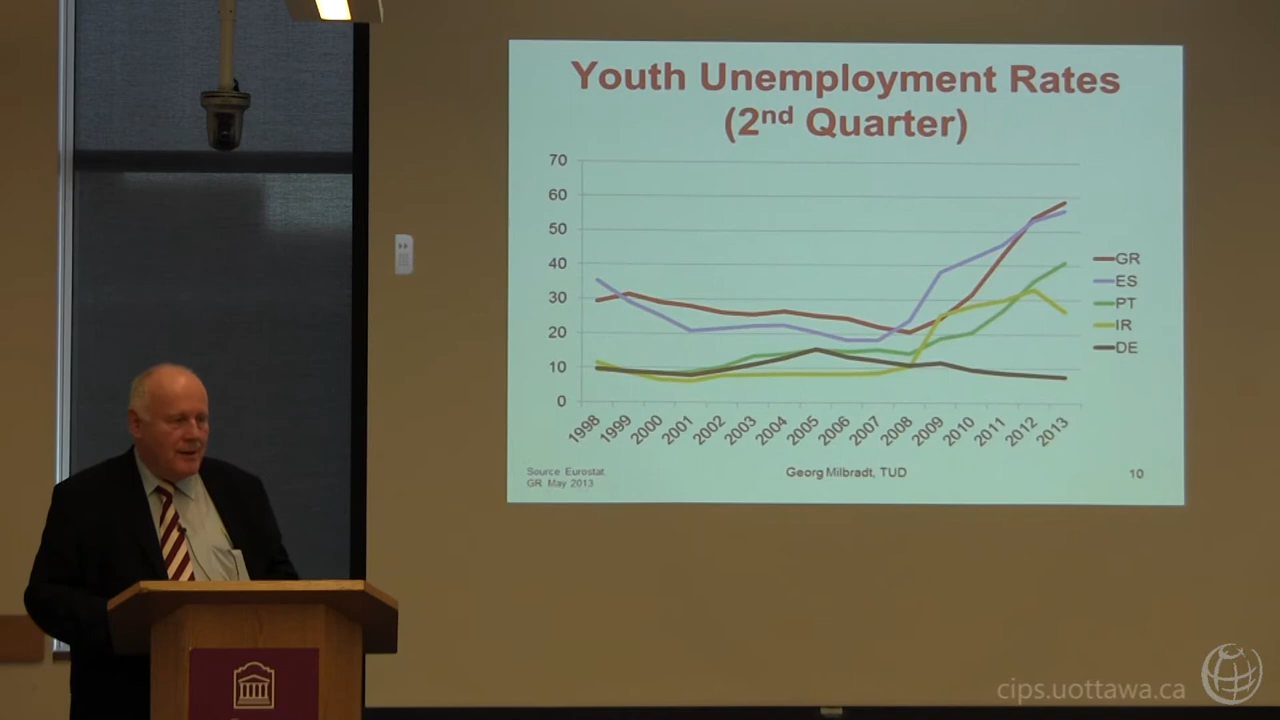 Youth Unemployment Rates
(2nd Quarter)
70
60
50
40
30
20
10
0
1998
1999
2000
2001
2002
2003
2004
2005
2006
2007
2008
2009
2010
2011
2012
2013
GR
ES
PT
IR
DE
Source Eurostat
GR May 2013
Georg Milbradt, TUD
10
cips.uottawa.ca